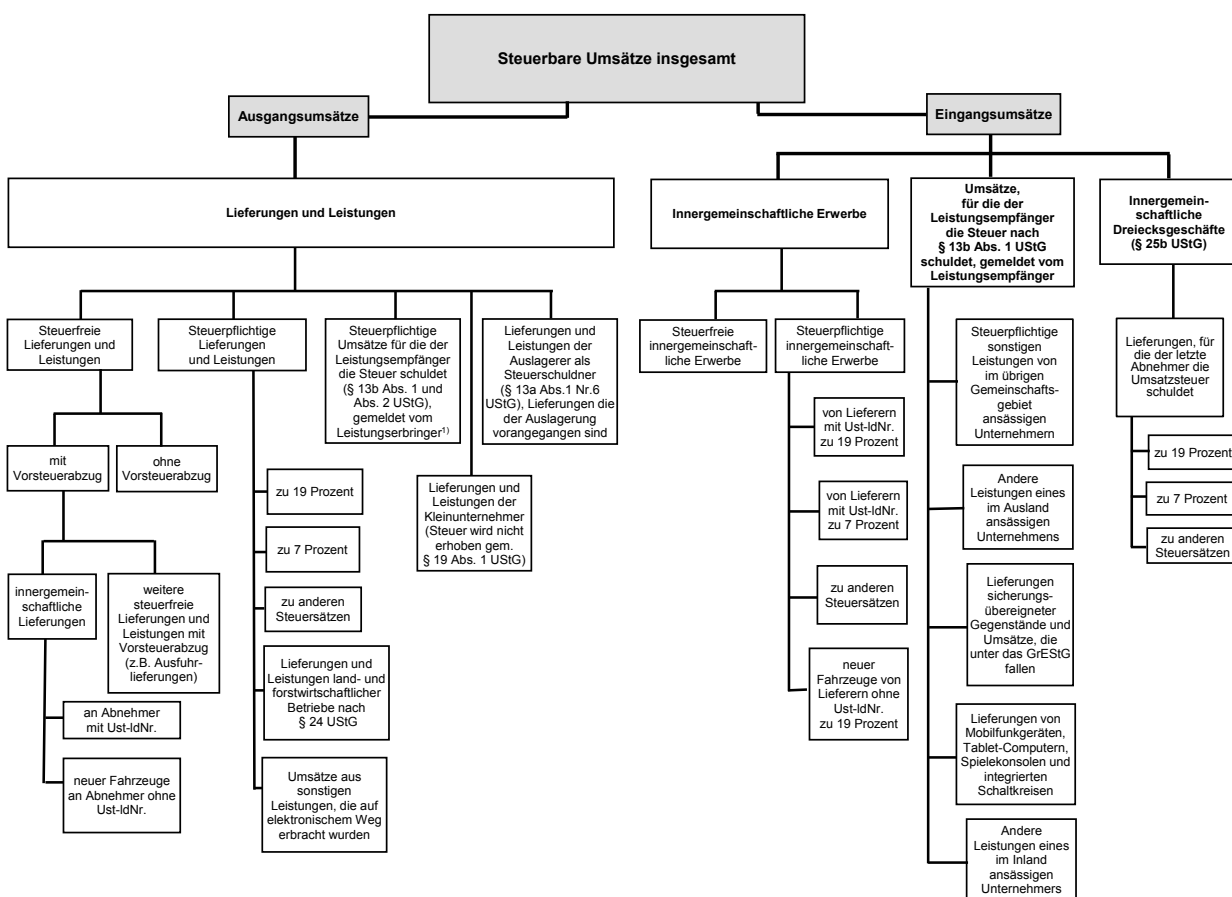 Steuerbare Umsätze insgesamt
Ausgangsumsätze
Eingangsumsätze
Lieferungen und Leistungen
Innergemeinschaftliche Erwerbe
Umsätze,
für die der
Leistungsempfänger
die Steuer nach
§ 13b Abs. 1 UStG
schuldet, gemeldet vom
Leistungsempfänger
Innergemein-
schaftliche
Dreiecksgeschäfte
(§ 25b UStG)
Steuerfreie
Lieferungen und
Leistungen
Steuerpflichtige
Lieferungen
und Leistungen
Steuerpflichtige
Umsätze für die der
Leistungsempfänger
die Steuer schuldet
(§ 13b Abs. 1 und
Abs. 2 UStG),
gemeldet vom
Leistungserbringer¹⁾
Lieferungen und
Leistungen der
Auslagerer als
Steuerschuldner
(§ 13a Abs.1 Nr.6
UStG), Lieferungen die
der Auslagerung
vorangegangen sind
Steuerfreie
innergemeinschaft-
liche Erwerbe
Steuerpflichtige
innergemeinschaft-
liche Erwerbe
Steuerpflichtige
sonstigen
Leistungen von
im übrigen
Gemeinschafts-
gebiet
ansässigen
Unternehmern
Lieferungen, für
die der letzte
Abnehmer die
Umsatzsteuer
schuldet
mit
Vorsteuerabzug
ohne
Vorsteuerabzug
zu 19 Prozent
zu 7 Prozent
Lieferungen und
Leistungen der
Kleinunternehmer
(Steuer wird nicht
erhoben gem.
§ 19 Abs. 1 UStG)
von Lieferern
mit Ust-IdNr.
zu 19 Prozent
von Lieferern
mit Ust-IdNr.
zu 7 Prozent
Andere
Leistungen eines
im Ausland
ansässigen
Unternehmens
zu 19 Prozent
zu 7 Prozent
zu anderen
Steuersätzen
innergemein-
schaftliche
Lieferungen
weitere
steuerfreie
Lieferungen und
Leistungen mit
Vorsteuerabzug
(z.B. Ausfuhr-
lieferungen)
zu anderen
Steuersätzen
zu anderen
Steuersätzen
Lieferungen
sicherungs-
übereigneter
Gegenstände und
Umsätze, die
unter das GrEStG
fallen
an Abnehmer
mit Ust-IdNr.
neuer Fahrzeuge
an Abnehmer ohne
Ust-IdNr.
Lieferungen und
Leistungen land- und
forstwirtschaftlicher
Betriebe nach
§ 24 UStG
neuer
Fahrzeuge von
Lieferern ohne
Ust-IdNr.
zu 19 Prozent
Lieferungen von
Mobilfunkgeräten,
Tablet-Computern,
Spielekonsolen und
integrierten
Schaltkreisen
Umsätze aus
sonstigen
Leistungen, die auf
elektronischem Weg
erbracht wurden
Andere
Leistungen eines
im Inland
ansässigen
Unternehmers